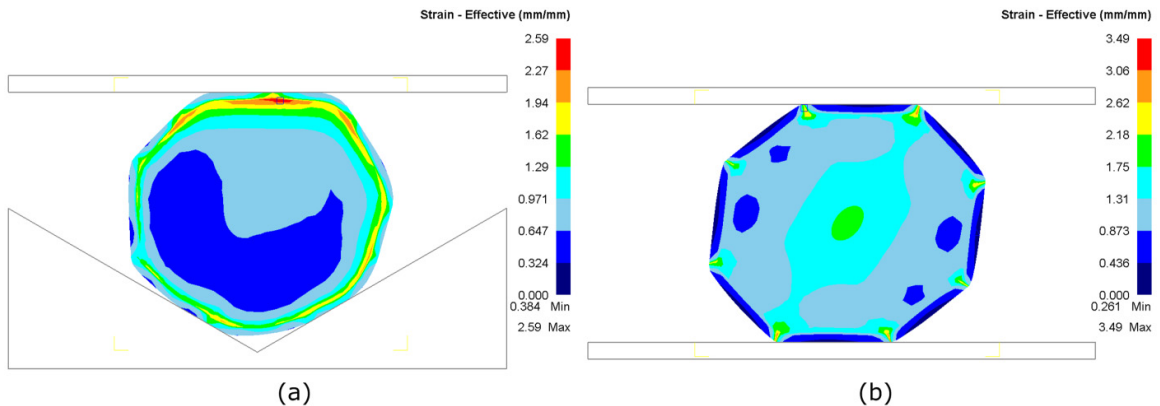 Strain - Effective (mm/mm)
2.59
2.27
1.94
1.62
1.29
0.971
0.647
0.324
0.000
0.384 Min
2.59 Max
(a)
Strain - Effective (mm/mm)
3.49
3.06
2.62
2.18
1.75
1.31
0.873
0.436
0.000
0.261 Min
3.49 Max
(b)